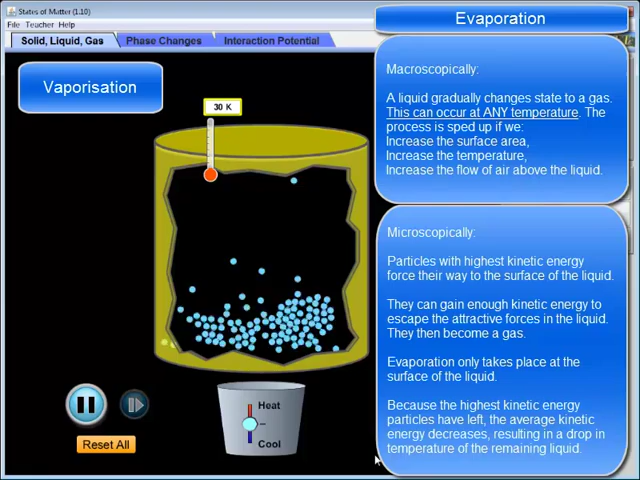 States of Matter (1.10)
File Teacher Help
Solid, Liquid, Gas
Phase Changes
Interaction Potential
Vaporisation
30 K
Heat
Cool
Reset All
Evaporation
Macroscopically:
A liquid gradually changes state to a gas.
This can occur at ANY temperature. The
process is sped up if we:
Increase the surface area,
Increase the temperature,
Increase the flow of air above the liquid.
Microscopically:
Particles with highest kinetic energy
force their way to the surface of the liquid.
They can gain enough kinetic energy to
escape the attractive forces in the liquid.
They then become a gas.
Evaporation only takes place at the
surface of the liquid.
Because the highest kinetic energy
particles have left, the average kinetic
energy decreases, resulting in a drop in
temperature of the remaining liquid.